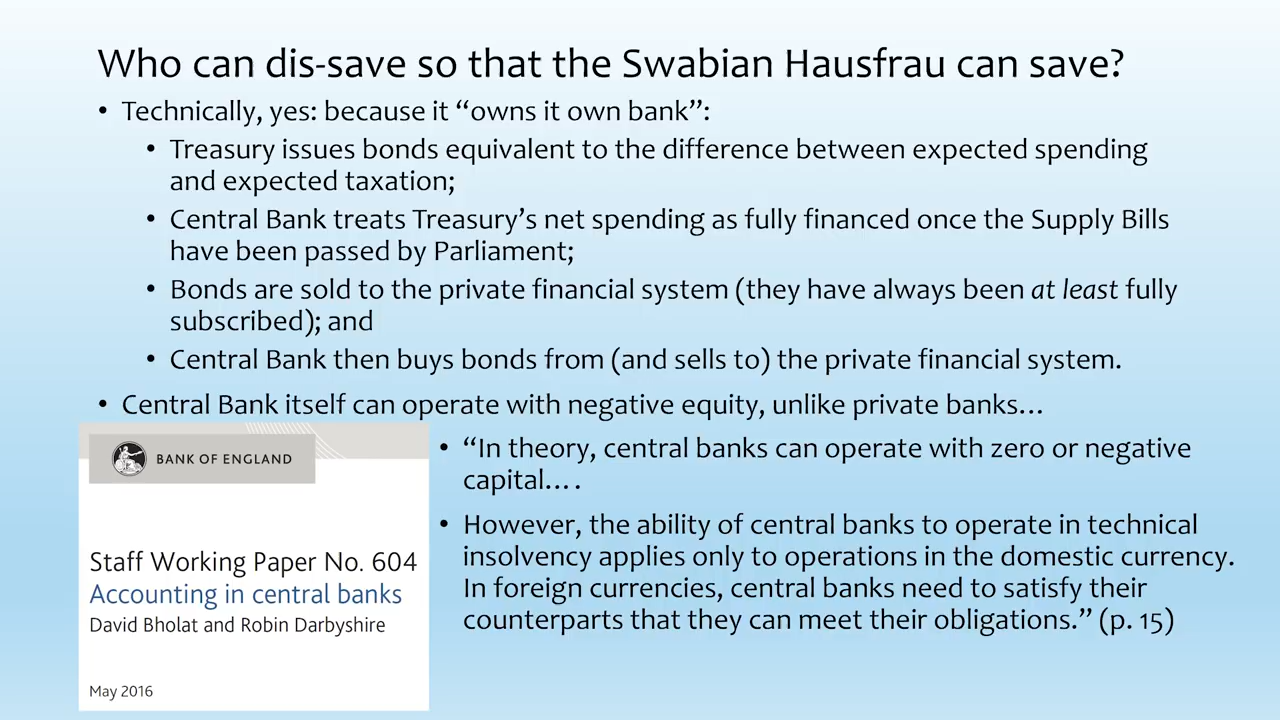 Who can dis-save so that the Swabian Hausfrau can save?
• Technically, yes: because it “owns it own bank”:
• Treasury issues bonds equivalent to the difference between expected spending
and expected taxation;
• Central Bank treats Treasury’s net spending as fully financed once the Supply Bills
have been passed by Parliament;
• Bonds are sold to the private financial system (they have always been at least fully
subscribed); and
• Central Bank then buys bonds from (and sells to) the private financial system.
• Central Bank itself can operate with negative equity, unlike private banks…
BANK OF ENGLAND
Staff Working Paper No. 604
Accounting in central banks
David Bholat and Robin Darbyshire
May 2016
• “In theory, central banks can operate with zero or negative
capital.…
• However, the ability of central banks to operate in technical
insolvency applies only to operations in the domestic currency.
In foreign currencies, central banks need to satisfy their
counterparts that they can meet their obligations.” (p. 15)